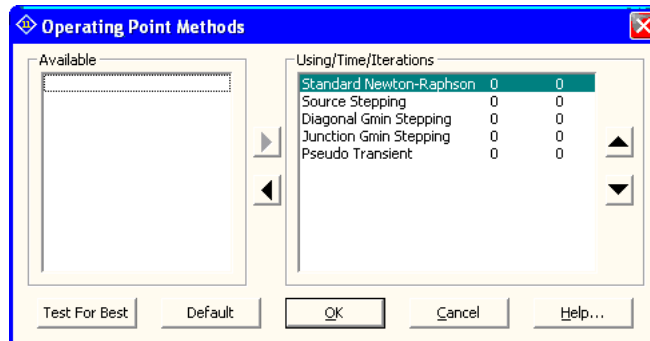 11 Operating Point Methods
Available
Using/Time/Iterations
Standard Newton-Raphson 0 0
Source Stepping 0 0
Diagonal Gmin Stepping 0 0
Junction Gmin Stepping 0 0
Pseudo Transient 0 0
Test For Best Default OK Cancel Help...